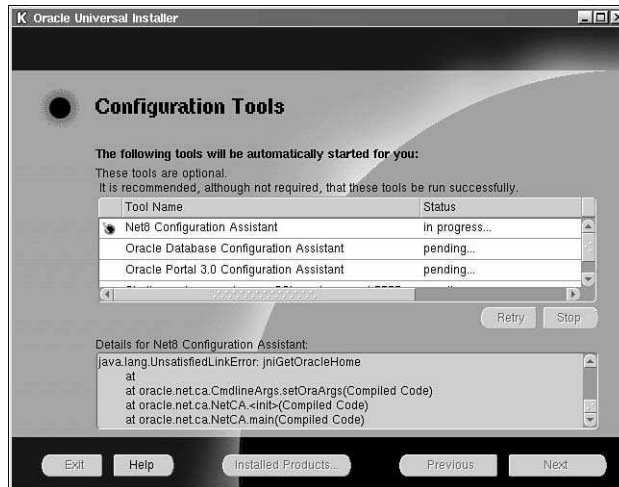 K Oracle Universal Installer
Configuration Tools
The following tools will be automatically started for you:
These tools are optional.
It is recommended, although not required, that these tools be run successfully.
Tool Name Status
Net8 Configuration Assistant in progress...
Oracle Database Configuration Assistant pending...
Oracle Portal 3.0 Configuration Assistant pending...
Retry Stop
Details for Net8 Configuration Assistant:
java.lang.UnsatisfiedLinkError: jniGetOracleHome
at
at oracle.net.ca.CmdlineArgs.setOraArgs(Compiled Code)
at oracle.net.ca.NetCA.<init>(Compiled Code)
at oracle.net.ca.NetCA.main(Compiled Code)
Exit Help Installed Products... Previous Next